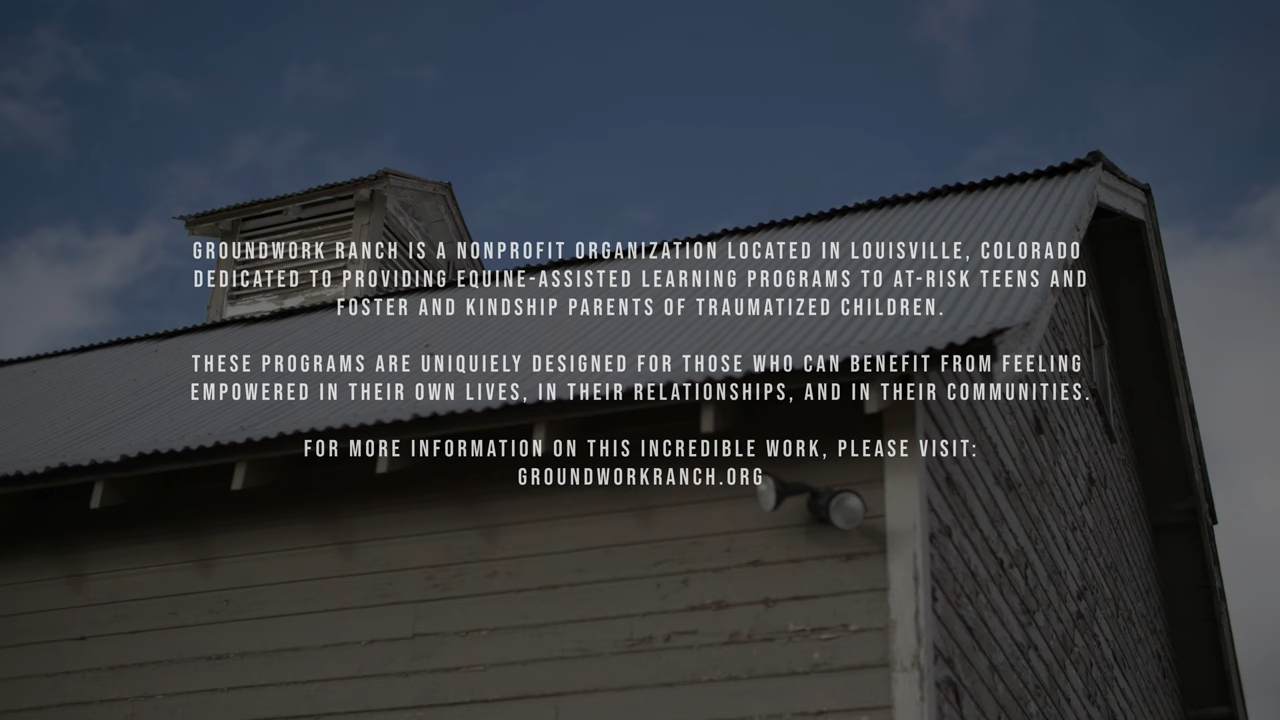 GROUNDWORK RANCH IS A NONPROFIT ORGANIZATION LOCATED IN LOUISVILLE, COLORADO
DEDICATED TO PROVIDING EQUINE-ASSISTED LEARNING PROGRAMS TO AT-RISK TEENS AND
FOSTER AND KINDSHIP PARENTS OF TRAUMATIZED CHILDREN.
THESE PROGRAMS ARE UNIQUIELY DESIGNED FOR THOSE WHO CAN BENEFIT FROM FEELING
EMPOWERED IN THEIR OWN LIVES, IN THEIR RELATIONSHIPS, AND IN THEIR COMMUNITIES.
FOR MORE INFORMATION ON THIS INCREDIBLE WORK, PLEASE VISIT:
GROUNDWORKRANCH.ORG